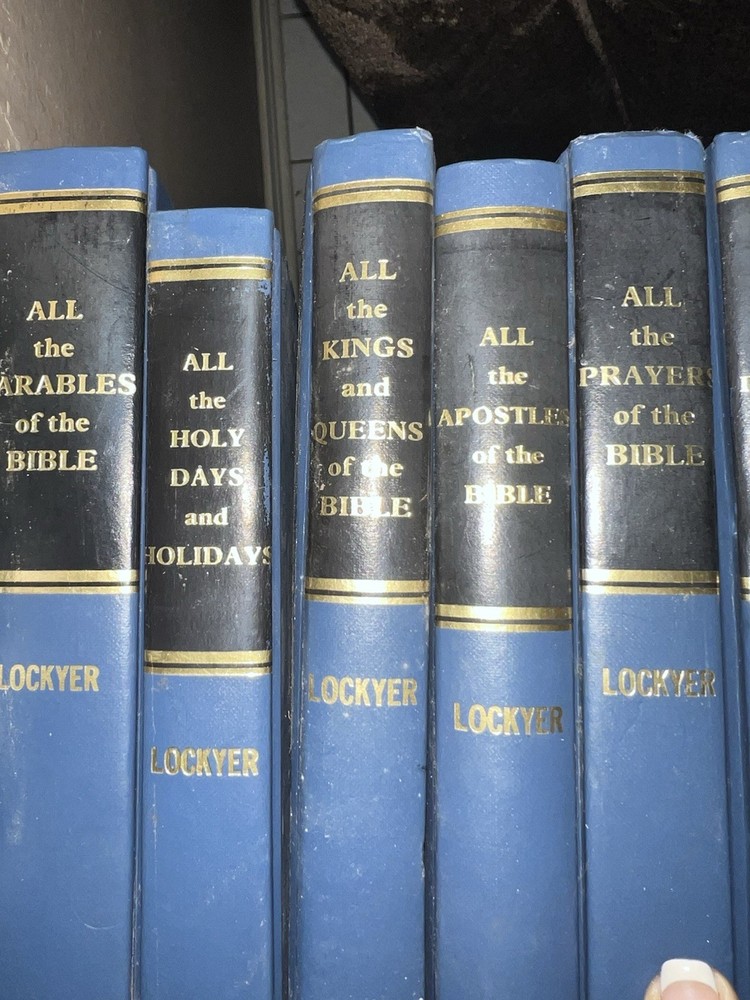 ALL
the
ARABLES
of the
BIBLE
LOCKYER
ALL
the
HOLY
DAYS
and
HOLIDAYS
LOCKYER
ALL
the
KINGS
and
QUEENS
of the
BIBLE
LOCKYER
ALL
the
APOSTLES
of the
BIBLE
LOCKYER
ALL
the
PRAYERS
of the
BIBLE
LOCKYER